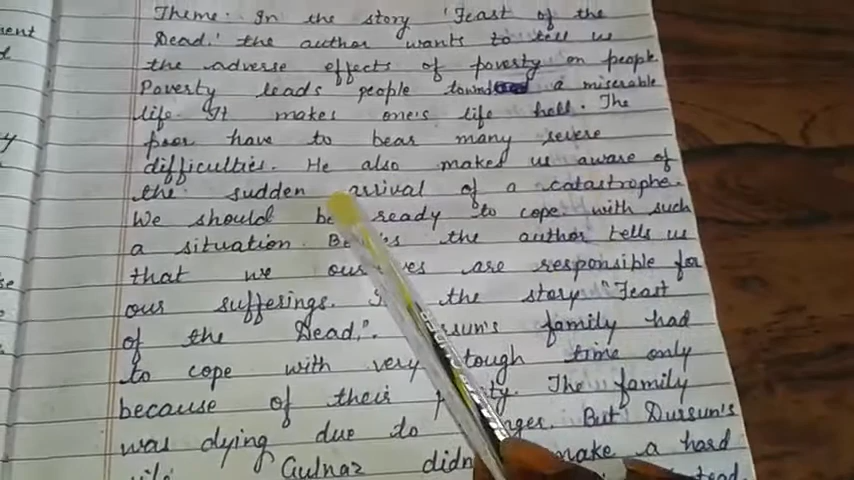 Theme: In the story 'Feast of the
Dead,' the author wants to tell us
the adverse effects of poverty on people.
Poverty leads people toward a miserable
life. It makes one's life hell. The
poor have to bear many severe
difficulties. He also makes us aware of
the sudden arrival of a catastrophe.
We should be ready to cope with such
a situation. the author tells us
that we are responsible for
our sufferings. the story "Feast
of the Dead,". family had
to cope with very tough time only
because of their The family
was dying due to But Dursun's
Gulnaz make a hard